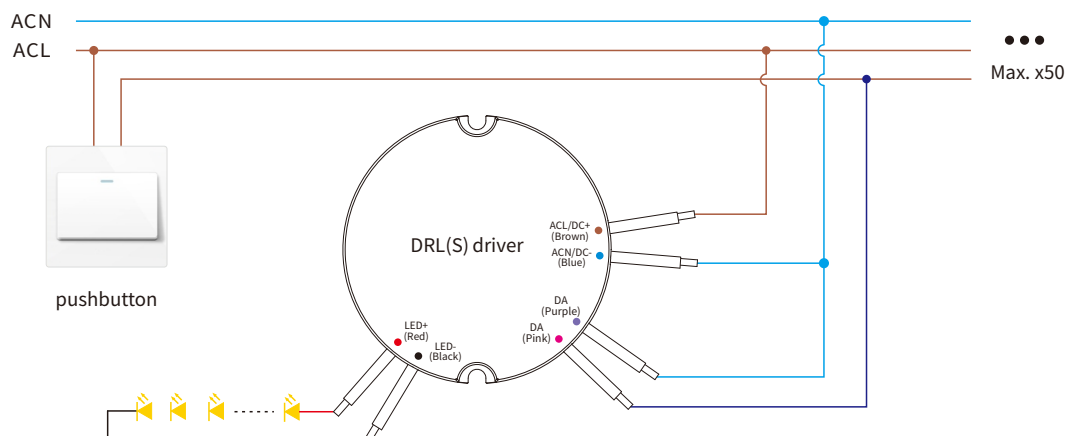 ACN
ACL
Max. x50
pushbutton
DRL(S) driver
ACL/DC+
(Brown)
ACN/DC-
(Blue)
DA
(Purple)
DA
(Pink)
LED+
(Red)
LED-
(Black)